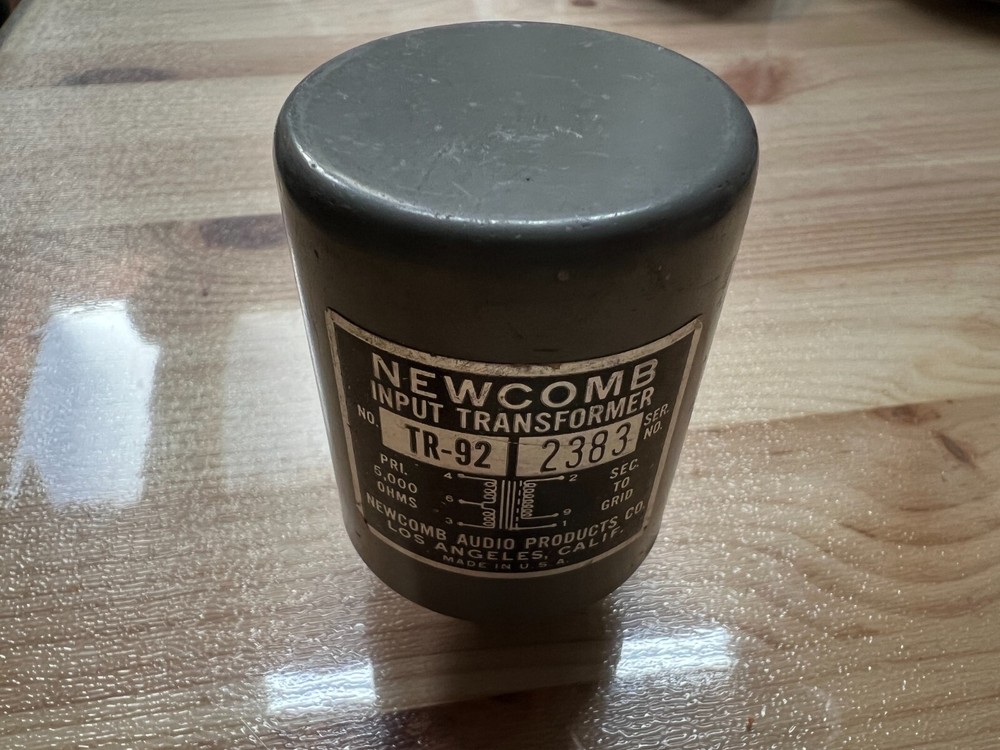 NEWCOMB
INPUT TRANSFORMER
NO. TR-92 2383 SER. NO.
PRI. 5,000 OHMS
4 2
6
3 9
1
SEC. TO GRID
NEWCOMB AUDIO PRODUCTS CO.
LOS ANGELES, CALIF.
MADE IN U.S.A.